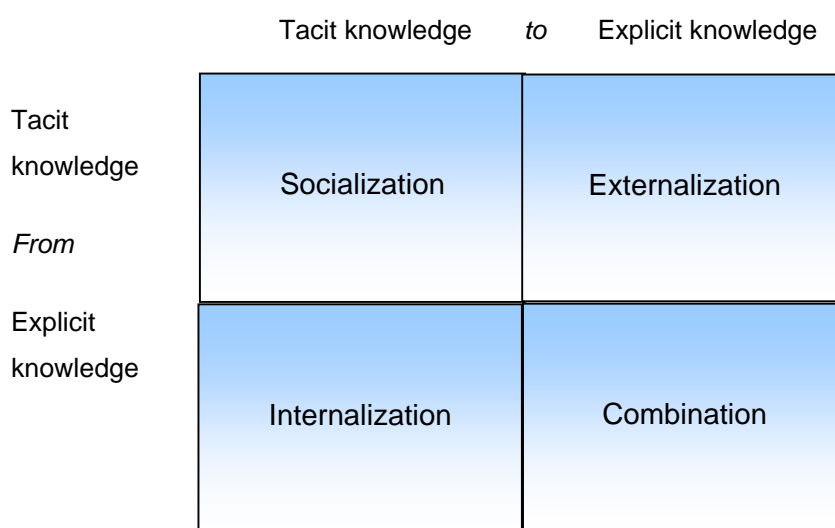 Tacit knowledge to Explicit knowledge
Tacit
knowledge
Socialization Externalization
From
Explicit
knowledge
Internalization Combination